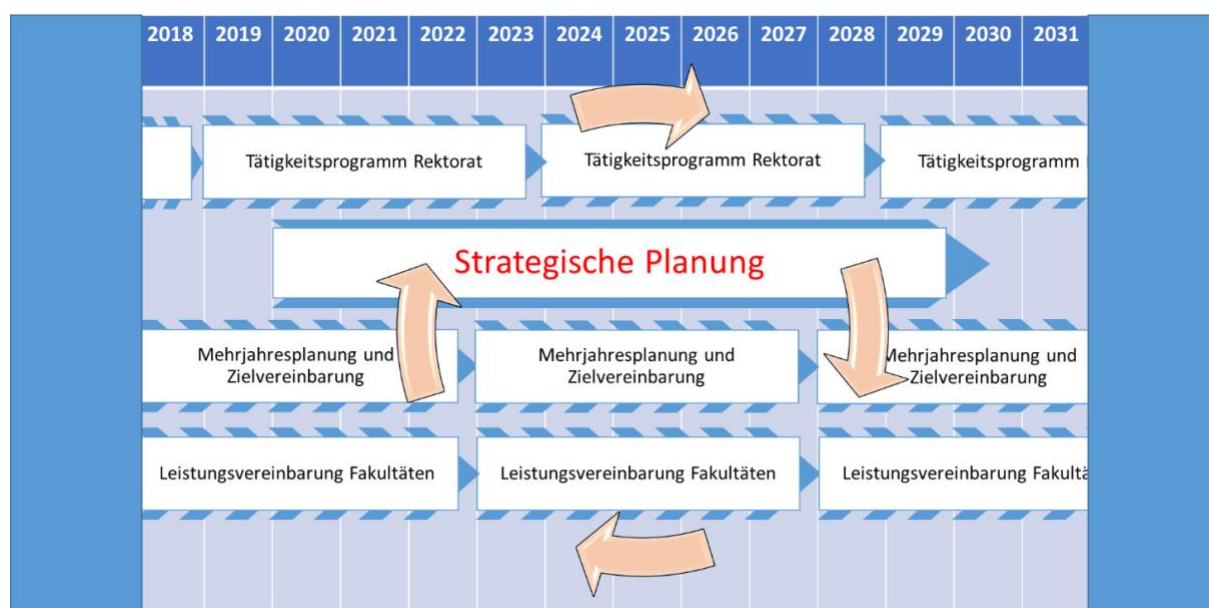 2018 2019 2020 2021 2022 2023 2024 2025 2026 2027 2028 2029 2030 2031
Tätigkeitsprogramm Rektorat Tätigkeitsprogramm Rektorat Tätigkeitsprogramm
Strategische Planung
Mehrjahresplanung und
Zielvereinbarung
Mehrjahresplanung und
Zielvereinbarung
Mehrjahresplanung und
Zielvereinbarung
Leistungsvereinbarung Fakultäten Leistungsvereinbarung Fakultäten Leistungsvereinbarung